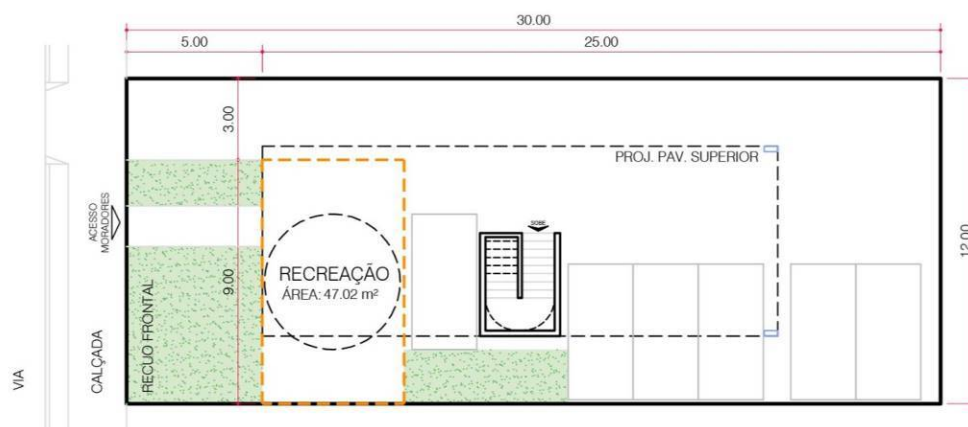 30.00
5.00
25.00
3.00
PROJ. PAV. SUPERIOR
ACESSO
MORADORES
SOBE
12.00
RECREAÇÃO
ÁREA: 47.02 m²
9.00
RECUO FRONTAL
CALÇADA
VIA